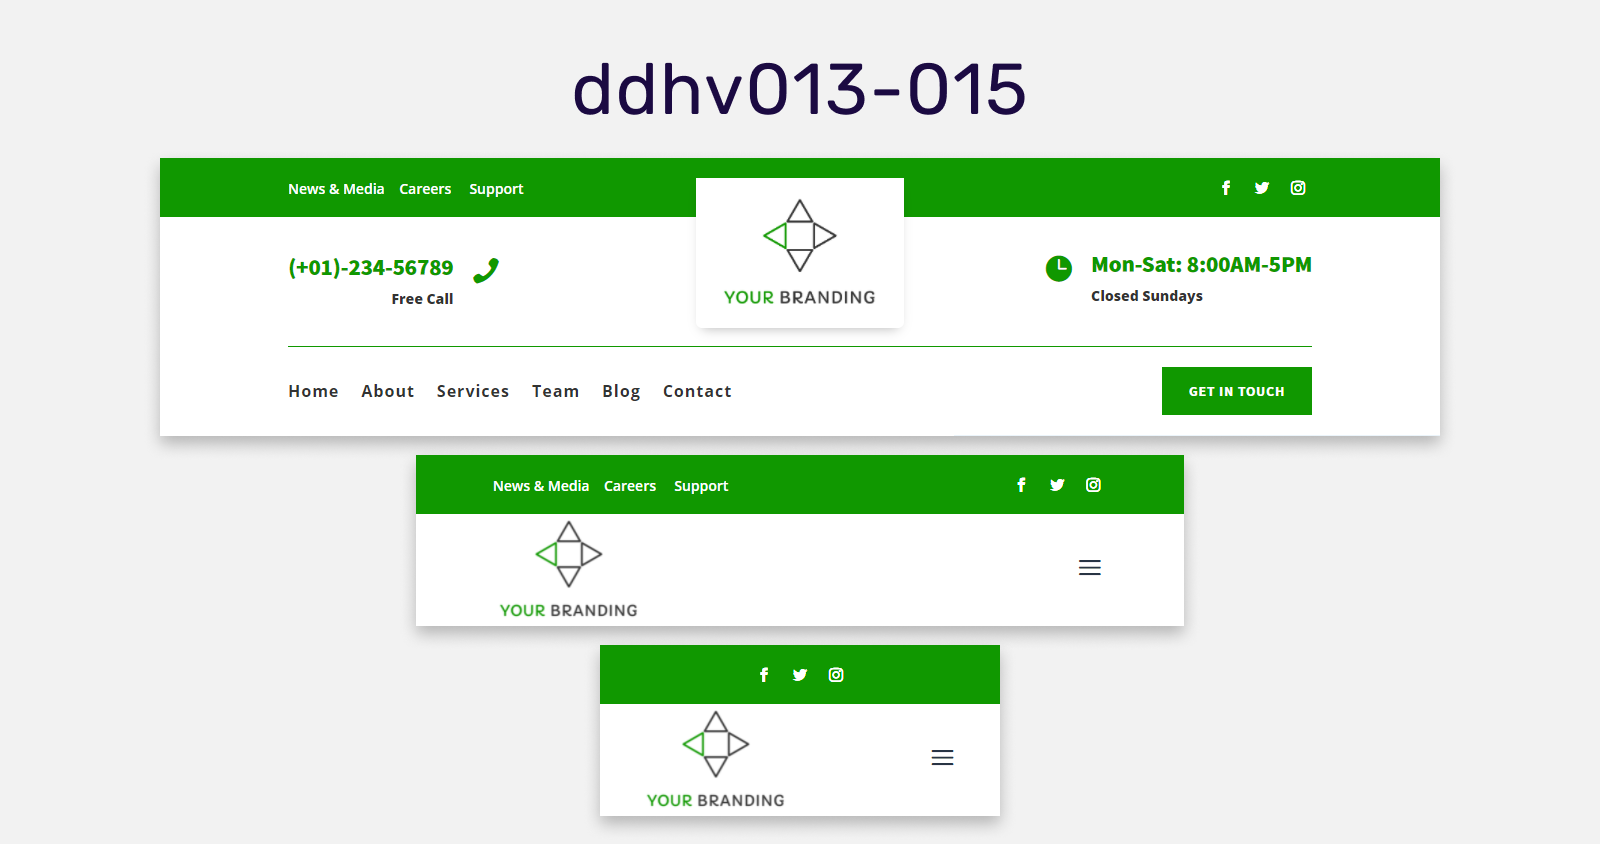 ddhv013-015
News & Media Careers Support
(+01)-234-56789
Free Call
YOUR BRANDING
Mon-Sat: 8:00AM-5PM
Closed Sundays
Home About Services Team Blog Contact
GET IN TOUCH
News & Media Careers Support
YOUR BRANDING
YOUR BRANDING